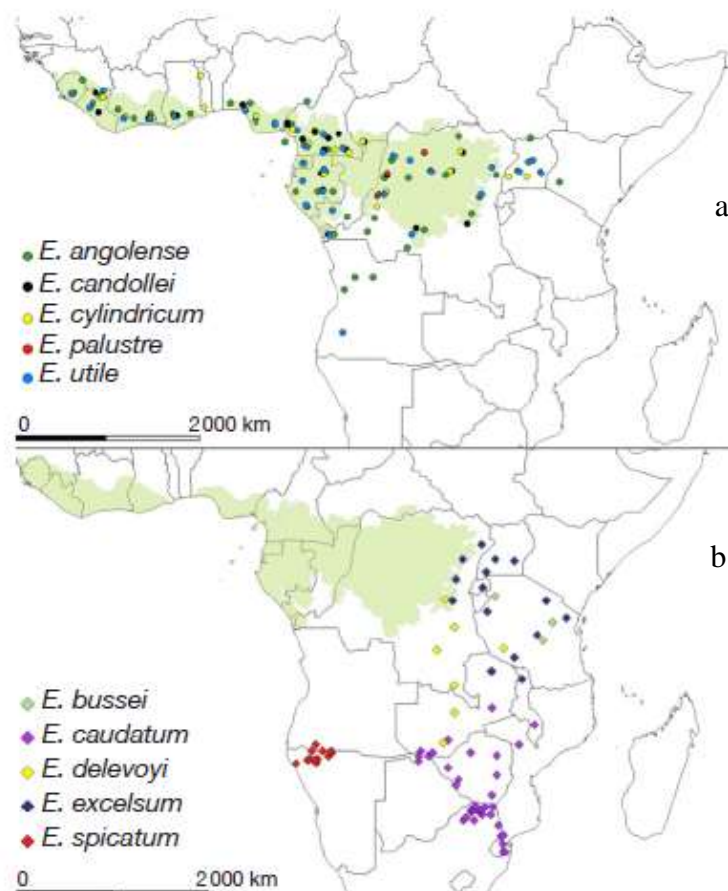 a
E. angolense
E. candollei
E. cylindricum
E. palustre
E. utile
0 2000 km
b
E. bussei
E. caudatum
E. delevoyi
E. excelsum
E. spicatum
0 2000 km